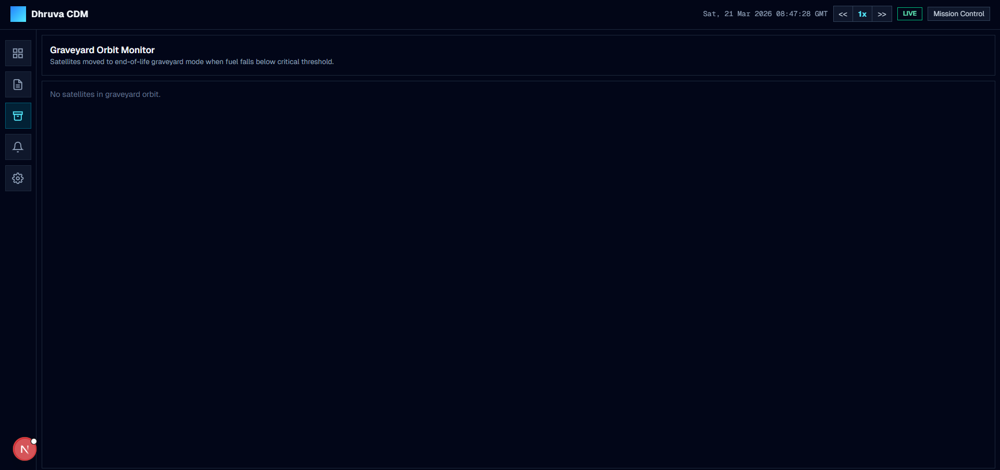 Dhruva CDM
Sat, 21 Mar 2026 08:47:28 GMT
<<
1x
>>
LIVE
Mission Control
Graveyard Orbit Monitor
Satellites moved to end-of-life graveyard mode when fuel falls below critical threshold.
No satellites in graveyard orbit.
N